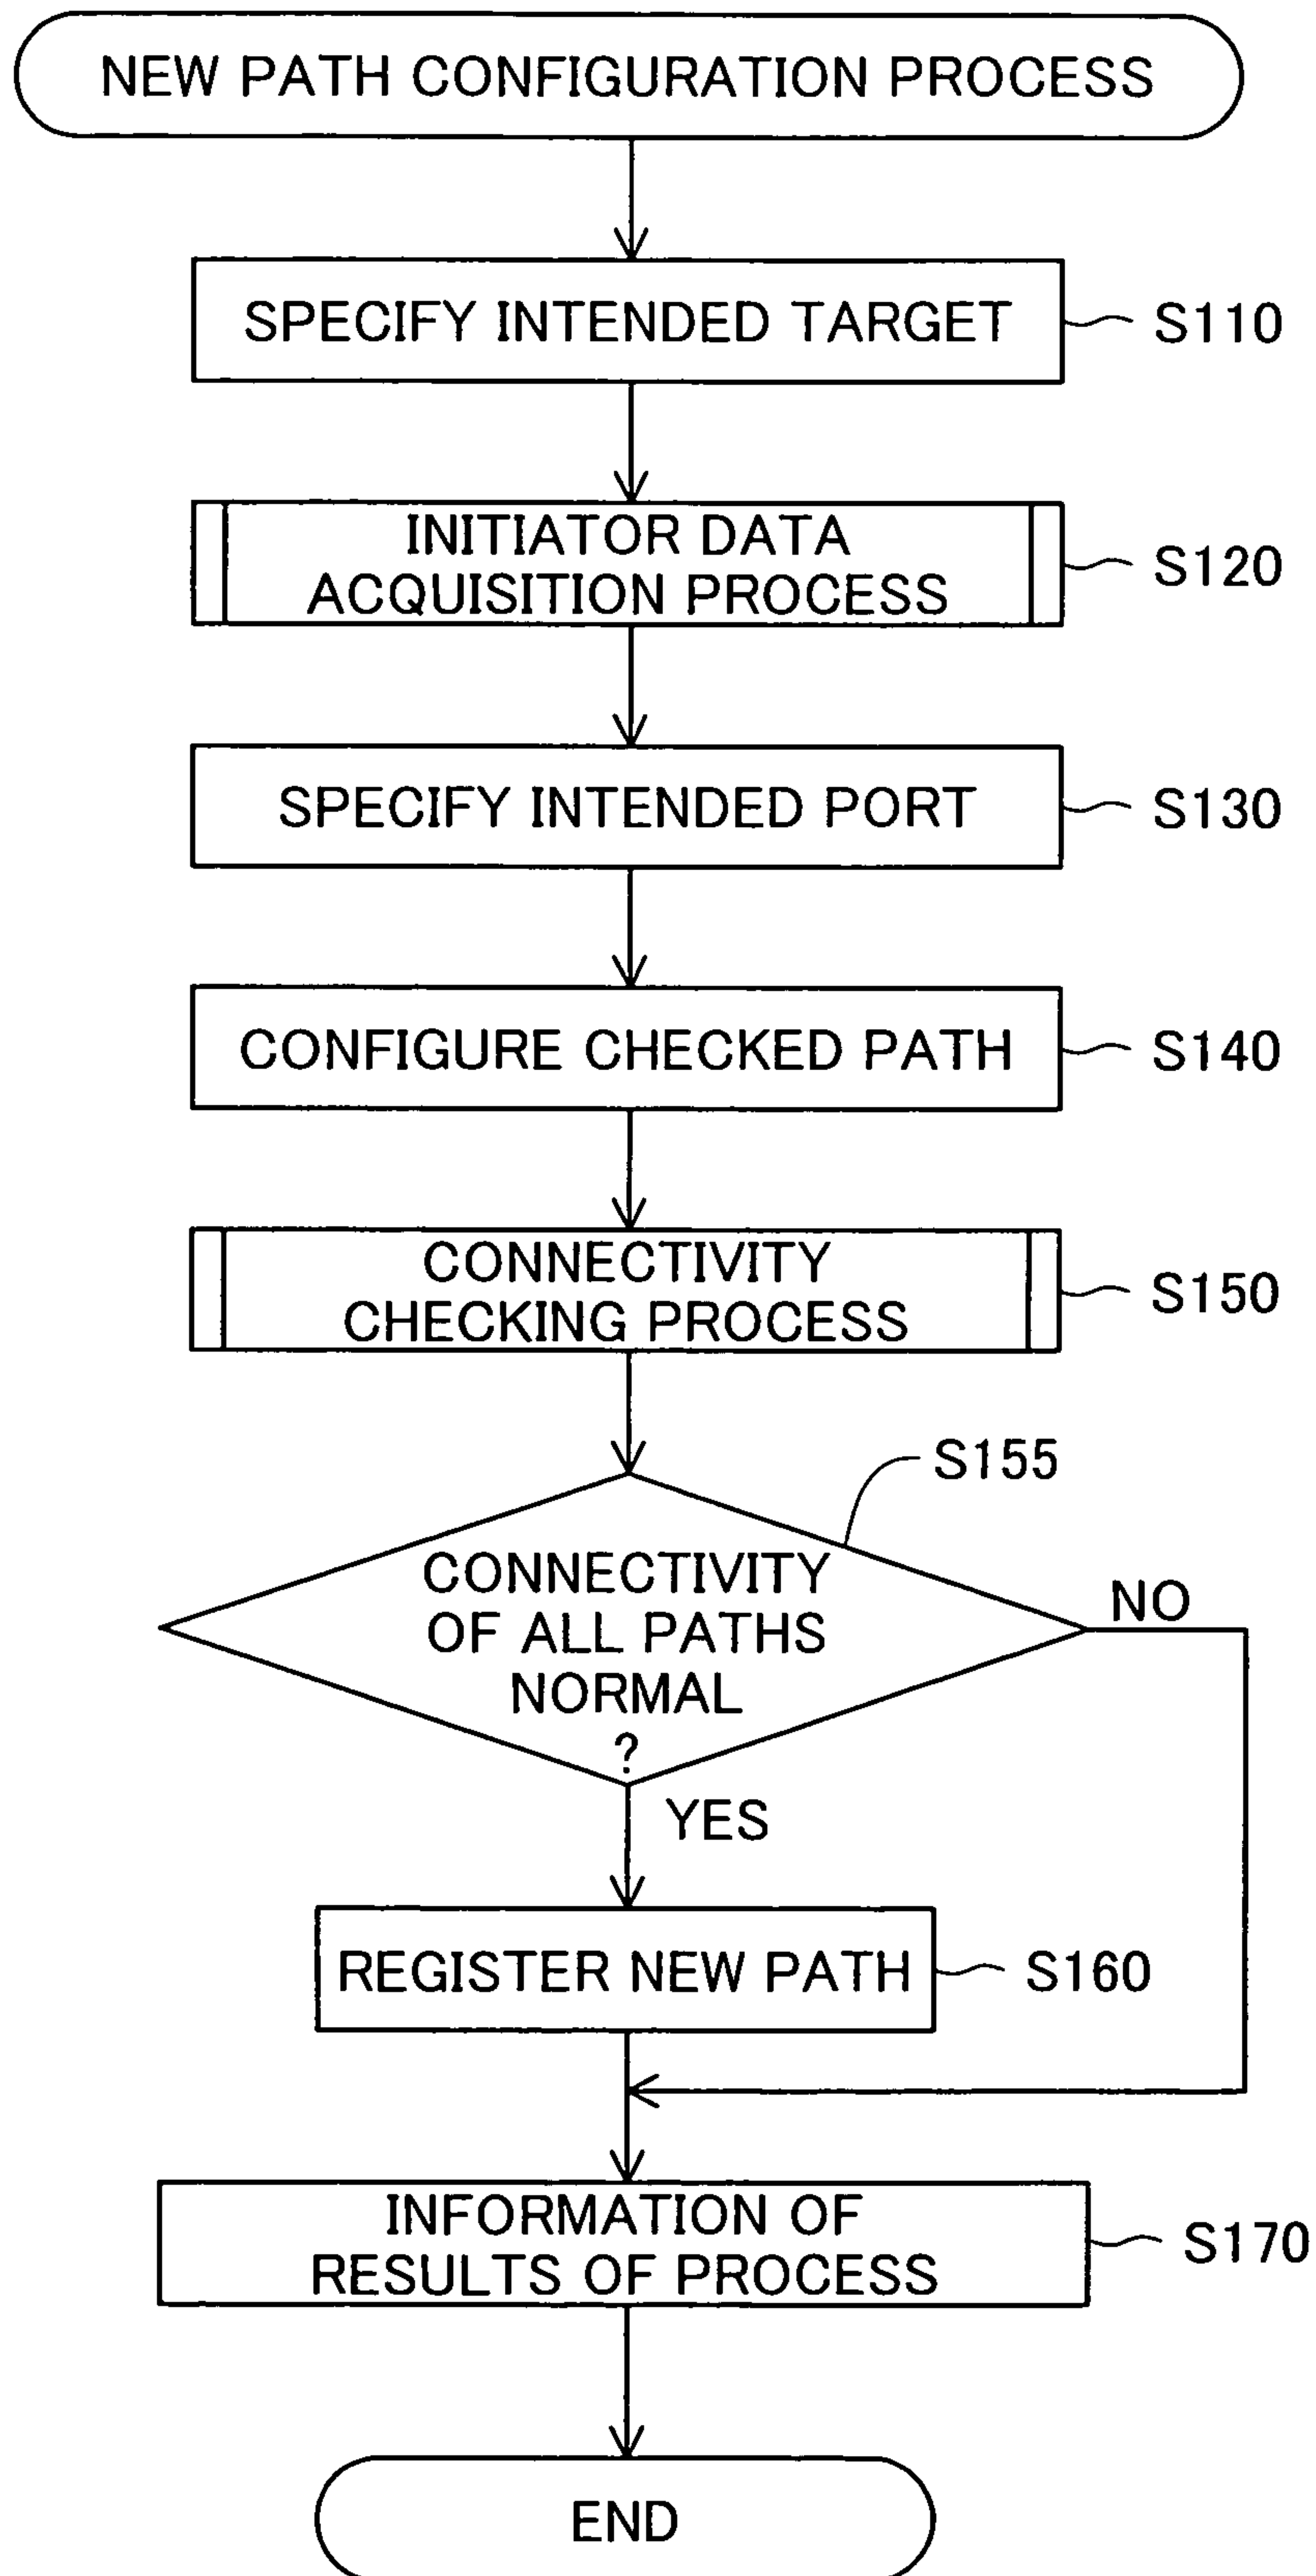 NEW PATH CONFIGURATION PROCESS
SPECIFY INTENDED TARGET
S110
INITIATOR DATA
ACQUISITION PROCESS
S120
SPECIFY INTENDED PORT
S130
CONFIGURE CHECKED PATH
S140
CONNECTIVITY
CHECKING PROCESS
S150
S155
CONNECTIVITY
OF ALL PATHS
NORMAL
?
NO
YES
REGISTER NEW PATH
S160
INFORMATION OF
RESULTS OF PROCESS
S170
END